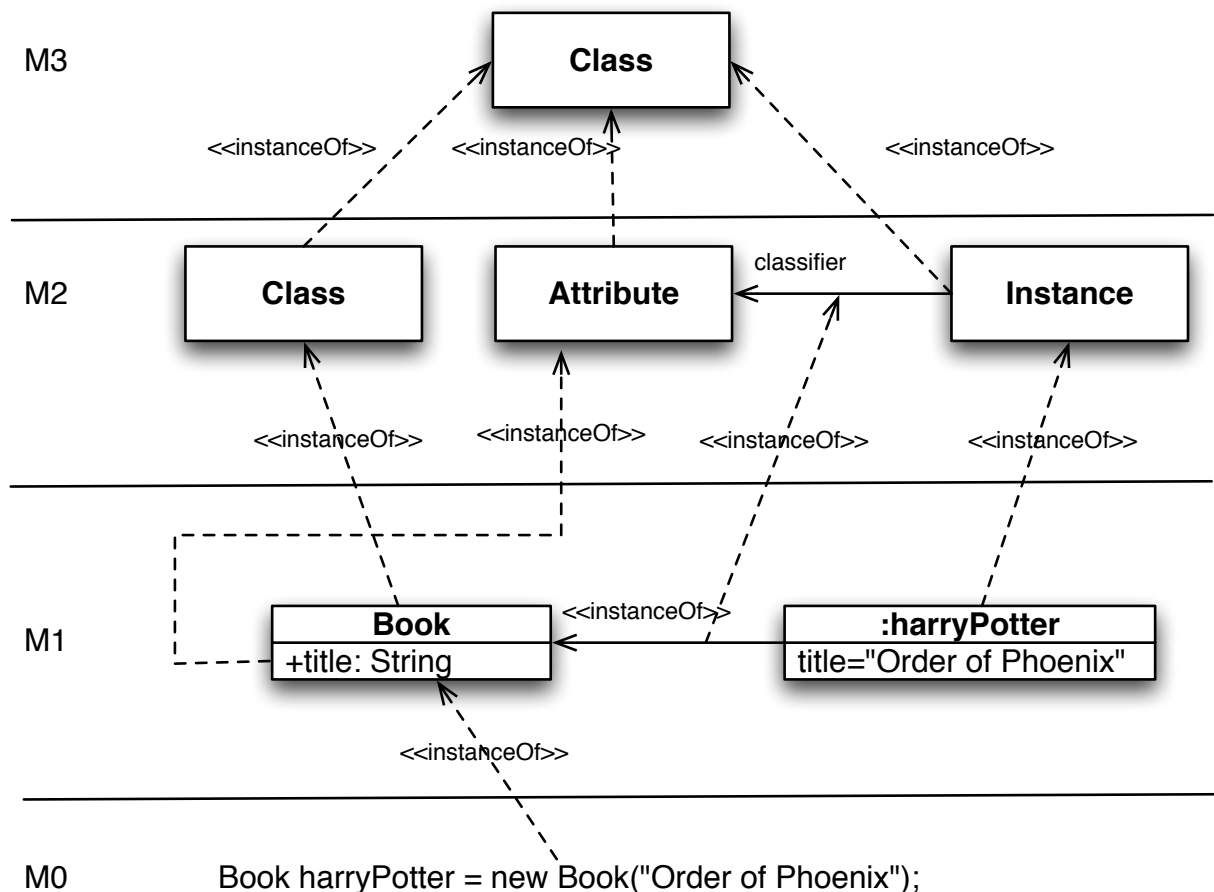 M3
Class
<<instanceOf>>
<<instanceOf>>
<<instanceOf>>
M2
Class
Attribute
classifier
Instance
<<instanceOf>>
<<instanceOf>>
<<instanceOf>>
<<instanceOf>>
M1
Book
+title: String
<<instanceOf>>
:harryPotter
title="Order of Phoenix"
<<instanceOf>>
M0
Book harryPotter = new Book("Order of Phoenix");